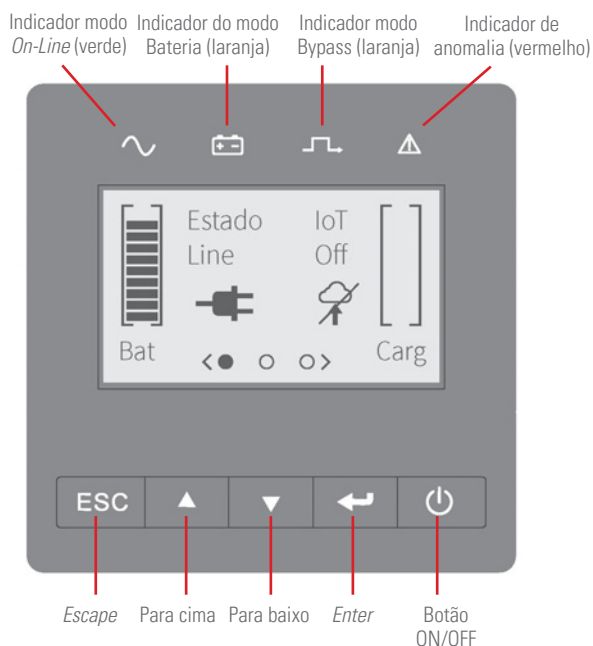 Indicador modo
On-Line (verde)
Indicador do modo
Bateria (laranja)
Indicador modo
Bypass (laranja)
Indicador de
anomalia (vermelho)
Estado
Line
IoT
Off
Bat
Carg
ESC
Escape
Para cima
Para baixo
Enter
Botão
ON/OFF